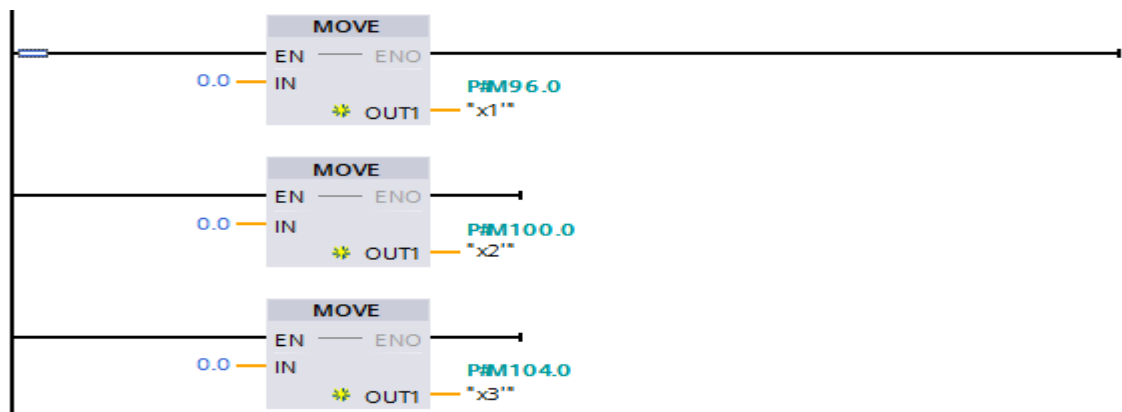 MOVE
EN ENO
0.0 IN
P#M96.0
OUT1 "x1'"
MOVE
EN ENO
0.0 IN
P#M100.0
OUT1 "x2'"
MOVE
EN ENO
0.0 IN
P#M104.0
OUT1 "x3'"